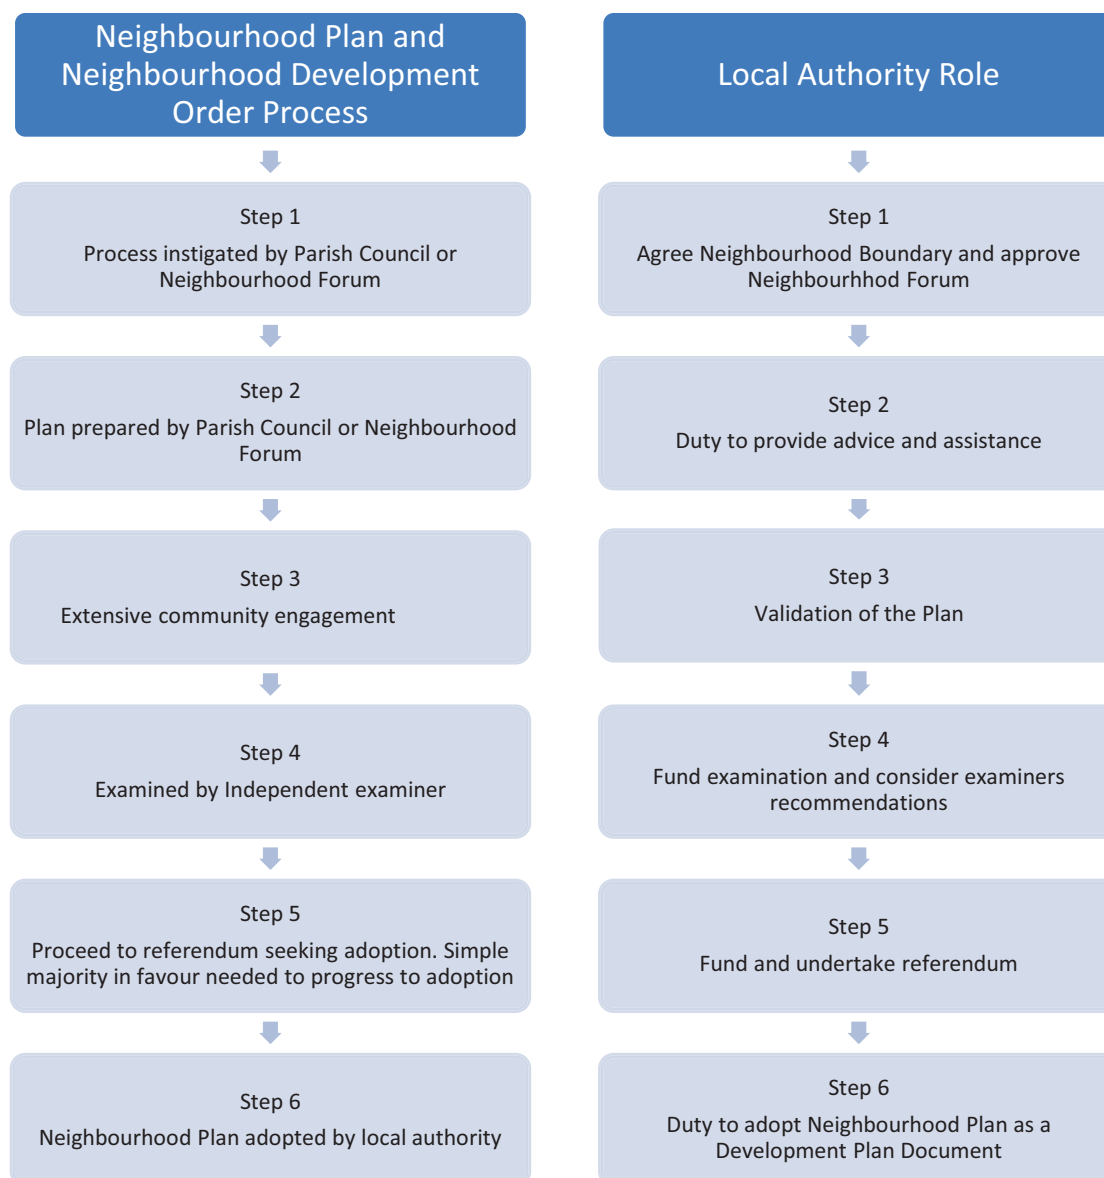 Neighbourhood Plan and
Neighbourhood Development
Order Process
Step 1
Process instigated by Parish Council or
Neighbourhood Forum
Step 2
Plan prepared by Parish Council or Neighbourhood
Forum
Step 3
Extensive community engagement
Step 4
Examined by Independent examiner
Step 5
Proceed to referendum seeking adoption. Simple
majority in favour needed to progress to adoption
Step 6
Neighbourhood Plan adopted by local authority
Local Authority Role
Step 1
Agree Neighbourhood Boundary and approve
Neighbourhhod Forum
Step 2
Duty to provide advice and assistance
Step 3
Validation of the Plan
Step 4
Fund examination and consider examiners
recommendations
Step 5
Fund and undertake referendum
Step 6
Duty to adopt Neighbourhood Plan as a
Development Plan Document